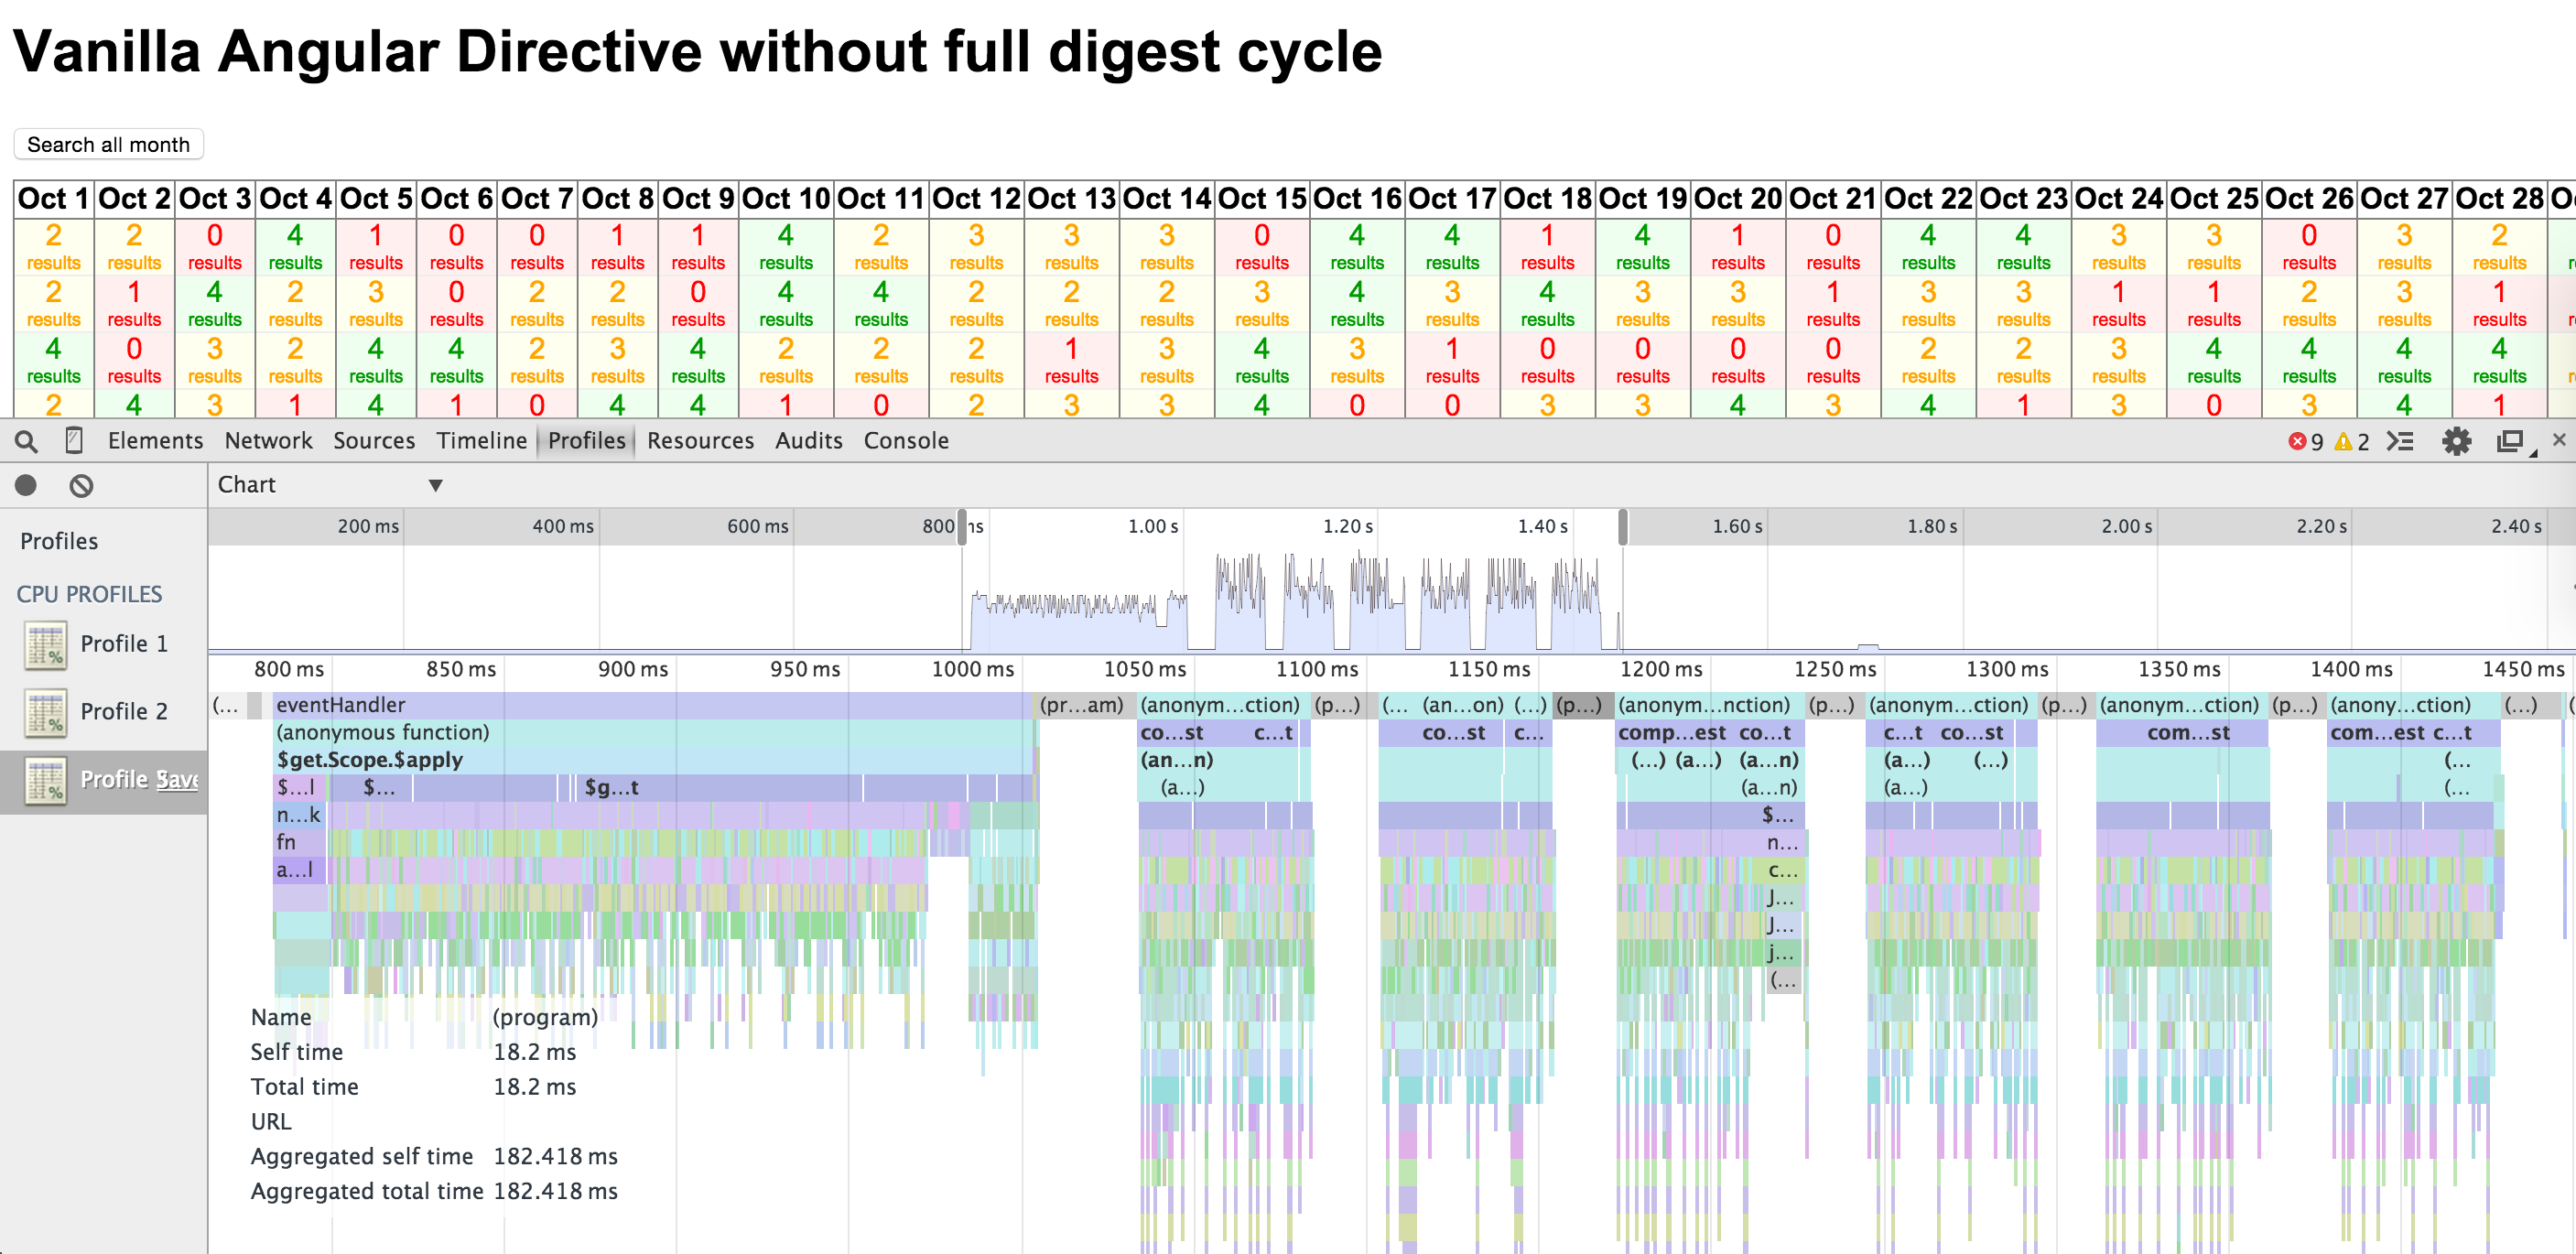 Vanilla Angular Directive without full digest cycle
Search all month
Oct 1 Oct 2 Oct 3 Oct 4 Oct 5 Oct 6 Oct 7 Oct 8 Oct 9 Oct 10 Oct 11 Oct 12 Oct 13 Oct 14 Oct 15 Oct 16 Oct 17 Oct 18 Oct 19 Oct 20 Oct 21 Oct 22 Oct 23 Oct 24 Oct 25 Oct 26 Oct 27 Oct 28
2 2 0 4 1 0 0 1 1 4 2 3 3 3 0 4 4 1 4 1 0 4 4 3 3 0 3 2
results results results results results results results results results results results results results results results results results results results results results results results results results results results results
2 1 4 2 3 0 2 2 0 4 4 2 2 2 3 4 3 4 3 3 1 3 3 1 1 2 3 1
results results results results results results results results results results results results results results results results results results results results results results results results results results results results
4 0 3 2 4 4 2 3 4 2 2 2 1 3 4 3 1 0 0 0 0 2 2 3 4 4 4 4
results results results results results results results results results results results results results results results results results results results results results results results results results results results results
2 4 3 1 4 1 0 4 4 1 0 2 3 3 4 0 0 3 3 4 3 4 1 3 0 3 4 1
Elements Network Sources Timeline Profiles Resources Audits Console 9 2
Chart
Profiles
CPU PROFILES
Profile 1
Profile 2
Profile Save
200 ms 400 ms 600 ms 800 ms 1.00 s 1.20 s 1.40 s 1.60 s 1.80 s 2.00 s 2.20 s 2.40 s
800 ms 850 ms 900 ms 950 ms 1000 ms 1050 ms 1100 ms 1150 ms 1200 ms 1250 ms 1300 ms 1350 ms 1400 ms 1450 ms
(... eventHandler (pr...am) (anonym...ction) (p...) (... (an...on) (...) (p...) (anonym...nction) (p...) (anonym...ction) (p...) (anonym...ction) (p...) (anony...ction) (...)
(anonymous function) co...st c...t co...st c... comp...est co...t c...t co...st com...st com...est c...t
$get.Scope.$apply (an...n) (...) (a...) (a...n) (a...) (...) (...
$...l $... $g...t (a...) (a...n) (a...) (...
n...k $...
fn n...
a...l c...
J...
J...
j...
(...
Name (program)
Self time 18.2 ms
Total time 18.2 ms
URL
Aggregated self time 182.418 ms
Aggregated total time 182.418 ms